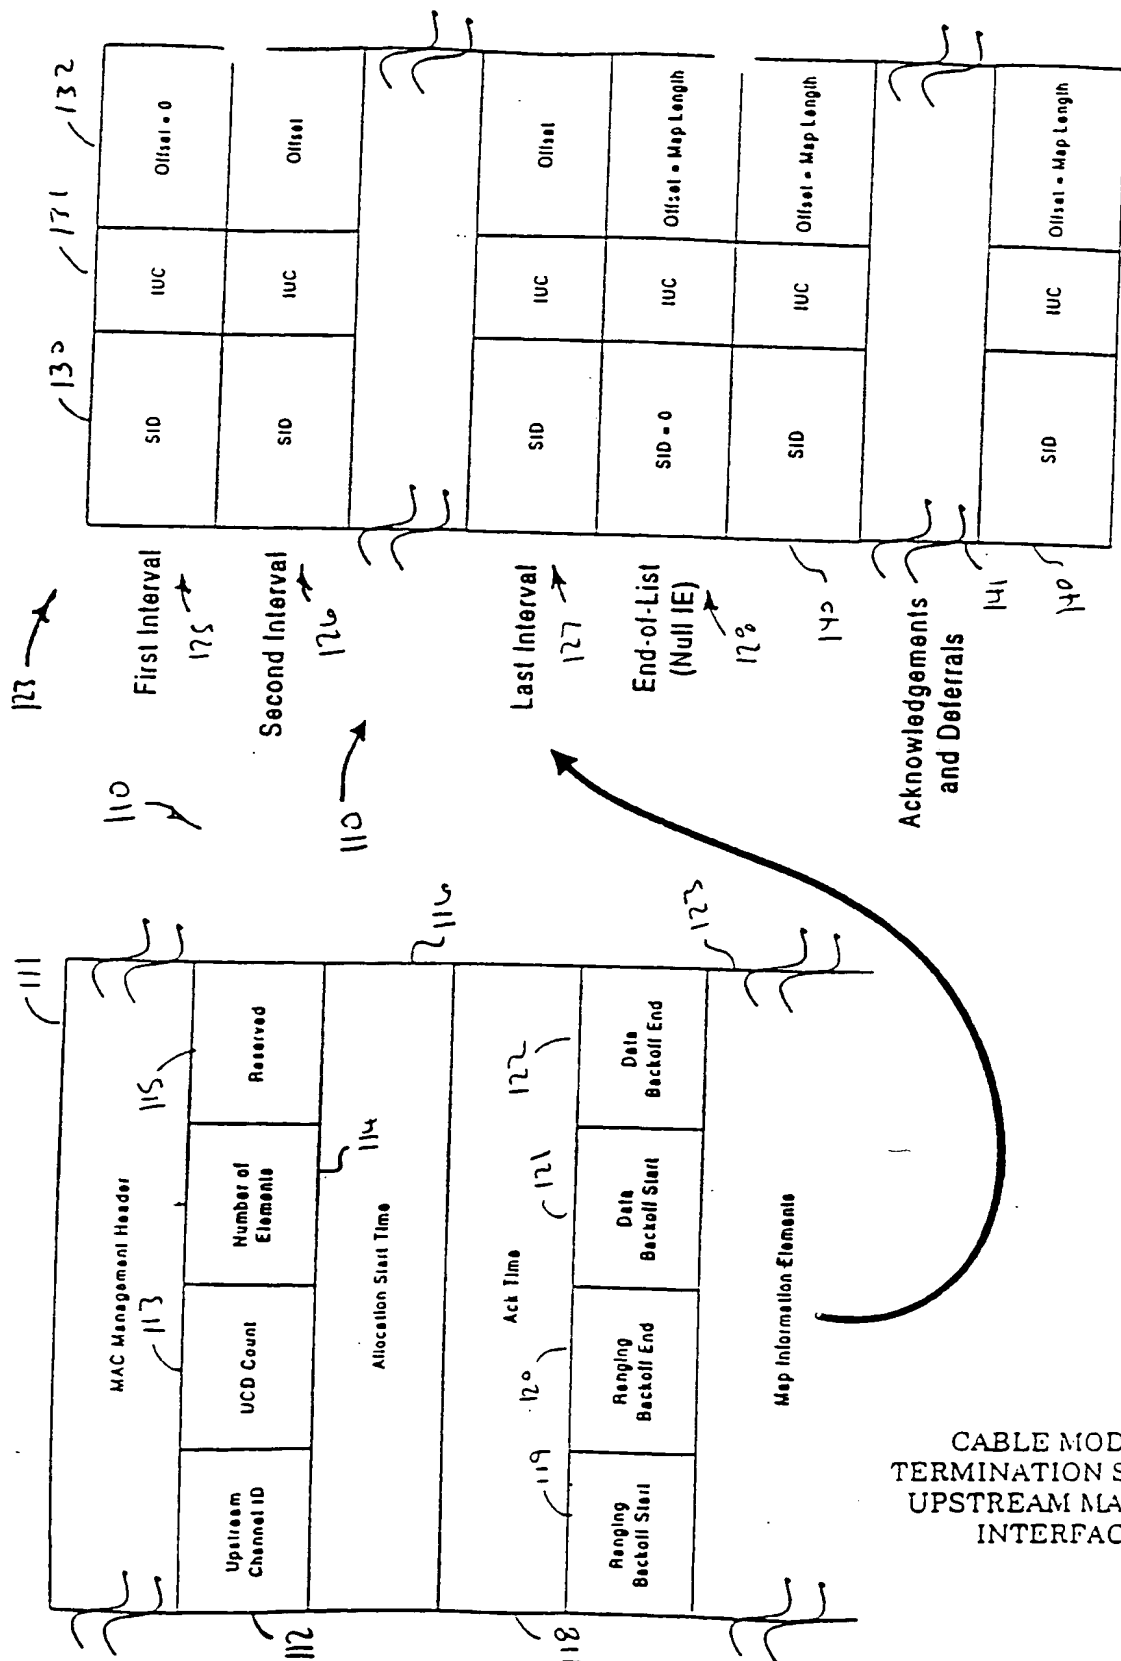 111
MAC Management Header
115
113
Upstream
Channel ID
UCD Count
Number of
Elements
Reserved
112
114
116
Allocation Start Time
Ack Time
118
119
120
121
122
Ranging
Backoff Start
Ranging
Backoff End
Data
Backoff Start
Data
Backoff End
123
Map Information Elements
110
110
123
130
131
132
First Interval
125
SID
IUC
Offset = 0
Second Interval
126
SID
IUC
Offset
Last Interval
127
SID
IUC
Offset
End-of-List
(Null IE)
128
SID = 0
IUC
Offset = Map Length
140
SID
IUC
Offset = Map Length
Acknowledgements
and Deferrals
141
140
SID
IUC
Offset = Map Length
CABLE MOD
TERMINATION S
UPSTREAM MA
INTERFAC